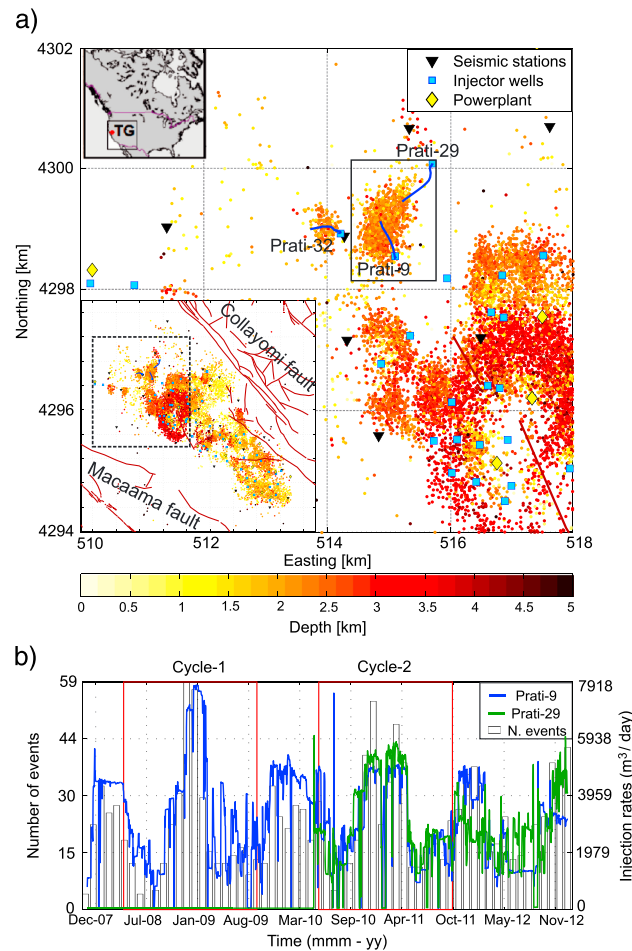 a)
4302
4300
4298
4296
4294
Northing [km]
TG
Seismic stations
Injector wells
Powerplant
Prati-29
Prati-32
Prati-9
Collayomi fault
Macaama fault
510 512 514 516 518
Easting [km]
0 0.5 1 1.5 2 2.5 3 3.5 4 4.5 5
Depth [km]
b)
Cycle-1 Cycle-2
59
44
30
15
0
Number of events
Prati-9
Prati-29
N. events
7918
5938
3959
1979
0
Iniection rates (m³/ day)
Dec-07 Jul-08 Jan-09 Aug-09 Mar-10 Sep-10 Apr-11 Oct-11 May-12 Nov-12
Time (mmm - yy)